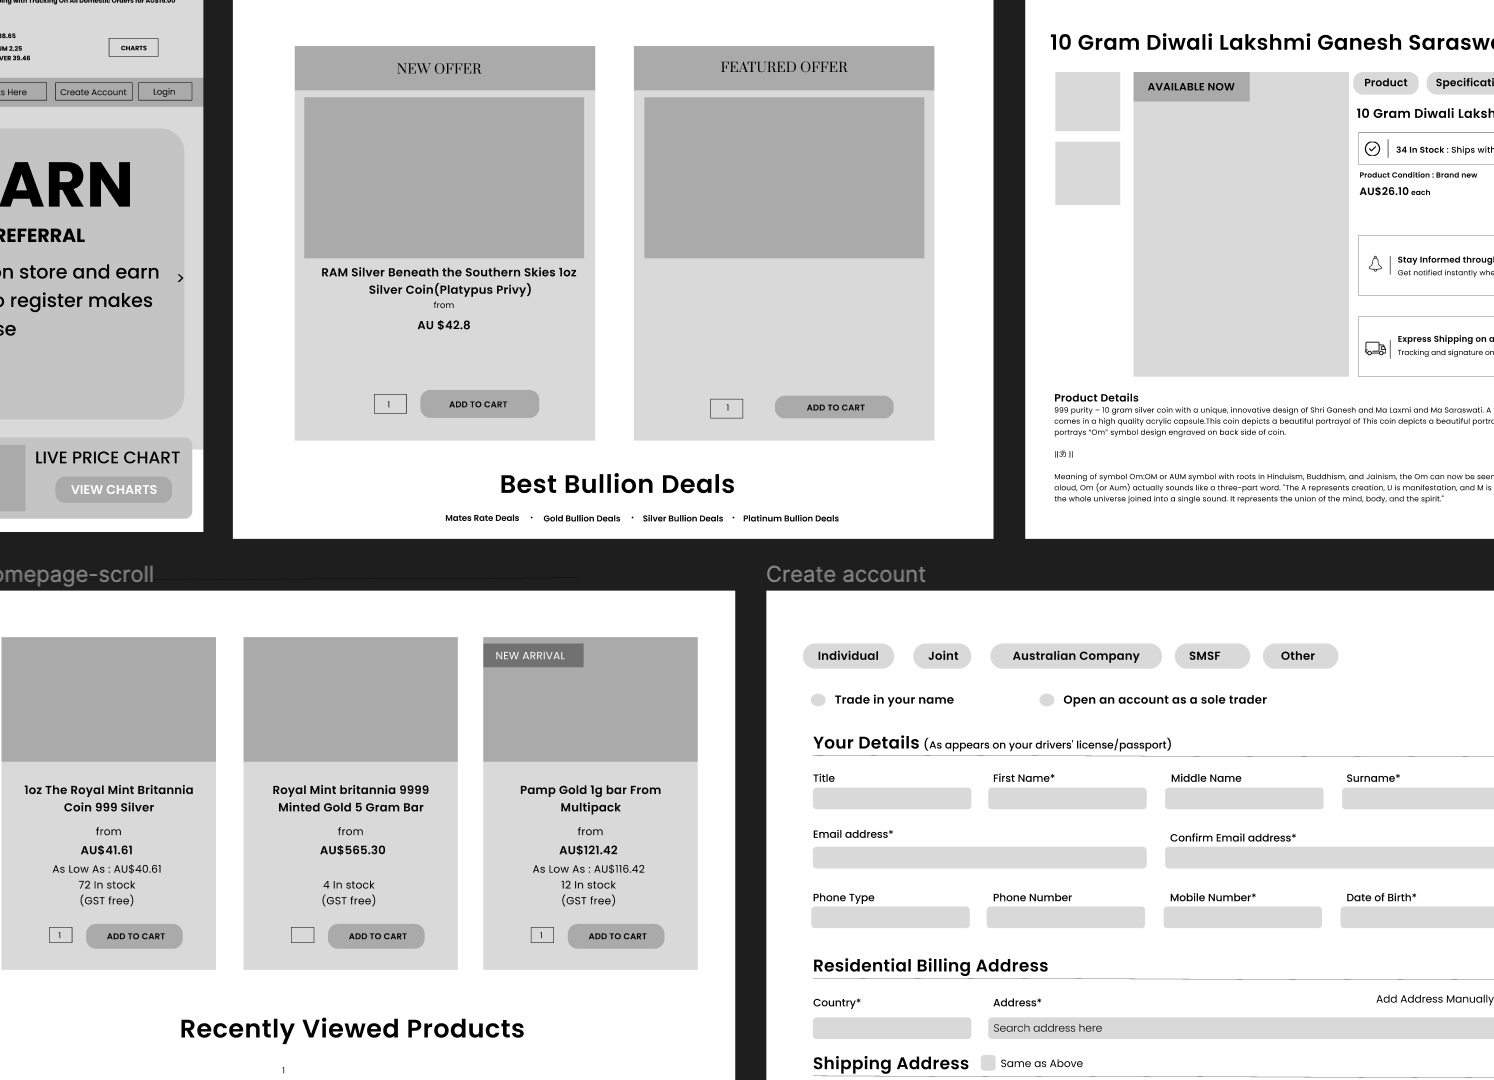 ing with Tracking On All Domestic Orders for AU$15.00
38.65
UM 2.25
VER 39.46
CHARTS
s Here
Create Account
Login
ARN
REFERRAL
on store and earn
o register makes
se
>
LIVE PRICE CHART
VIEW CHARTS
NEW OFFER
RAM Silver Beneath the Southern Skies 1oz
Silver Coin(Platypus Privy)
from
AU $42.8
1
ADD TO CART
FEATURED OFFER
1
ADD TO CART
Best Bullion Deals
Mates Rate Deals · Gold Bullion Deals · Silver Bullion Deals · Platinum Bullion Deals
10 Gram Diwali Lakshmi Ganesh Sarasw
AVAILABLE NOW
Product
Specificati
10 Gram Diwali Laksh
34 In Stock : Ships with
Product Condition : Brand new
AU$26.10 each
Stay Informed throug
Get notified instantly whe
Express Shipping on a
Tracking and signature on
Product Details
999 purity – 10 gram silver coin with a unique, innovative design of Shri Ganesh and Ma Laxmi and Ma Saraswati. A
comes in a high quality acrylic capsule.This coin depicts a beautiful portrayal of This coin depicts a beautiful portra
portrays “Om” symbol design engraved on back side of coin.
||ॐ ||
Meaning of symbol Om:OM or AUM symbol with roots in Hinduism, Buddhism, and Jainism, the Om can now be seen
aloud, Om (or Aum) actually sounds like a three-part word. "The A represents creation, U is manifestation, and M is
the whole universe joined into a single sound. It represents the union of the mind, body, and the spirit."
omepage-scroll
1oz The Royal Mint Britannia
Coin 999 Silver
from
AU$41.61
As Low As : AU$40.61
72 In stock
(GST free)
1
ADD TO CART
Royal Mint britannia 9999
Minted Gold 5 Gram Bar
from
AU$565.30
4 In stock
(GST free)
ADD TO CART
NEW ARRIVAL
Pamp Gold 1g bar From
Multipack
from
AU$121.42
As Low As : AU$116.42
12 In stock
(GST free)
1
ADD TO CART
Recently Viewed Products
1
Create account
Individual
Joint
Australian Company
SMSF
Other
Trade in your name
Open an account as a sole trader
Your Details (As appears on your drivers' license/passport)
Title
First Name*
Middle Name
Surname*
Email address*
Confirm Email address*
Phone Type
Phone Number
Mobile Number*
Date of Birth*
Residential Billing Address
Country*
Address*
Add Address Manually
Search address here
Shipping Address
Same as Above